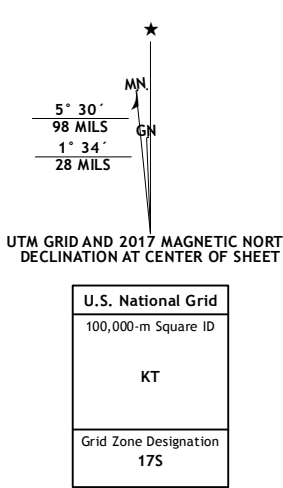 MN.
5° 30´
98 MILS
GN
1° 34´
28 MILS
UTM GRID AND 2017 MAGNETIC NORT
DECLINATION AT CENTER OF SHEET
U.S. National Grid
100,000-m Square ID
KT
Grid Zone Designation
17S